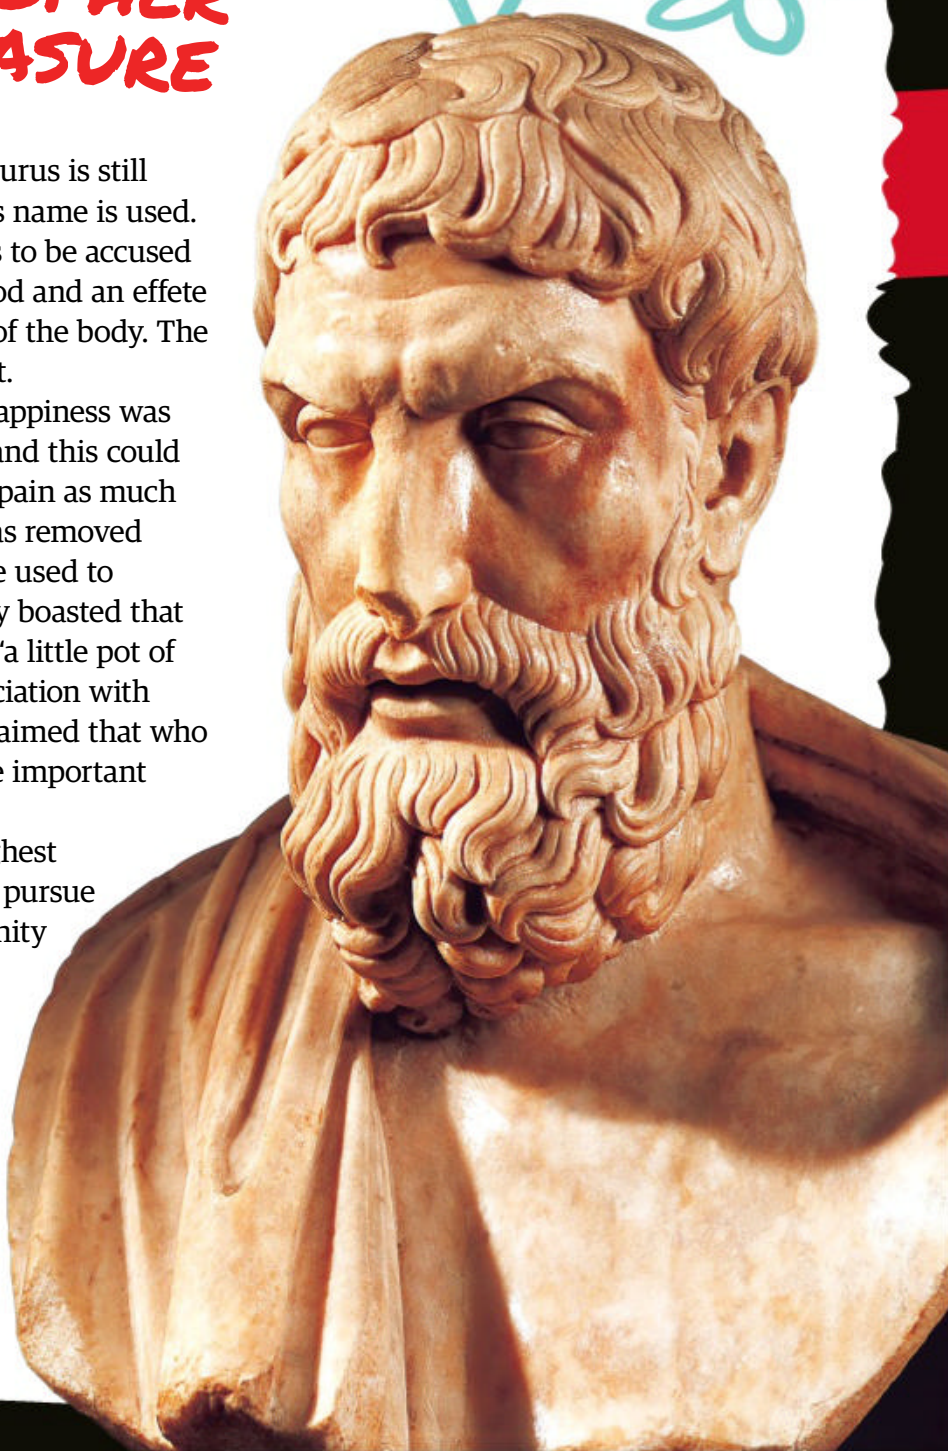 ASURE
urus is still
s name is used.
s to be accused
od and an effete
of the body. The
t.
appiness was
and this could
pain as much
as removed
e used to
y boasted that
‘a little pot of
ciation with
aimed that who
e important
hest
pursue
nity